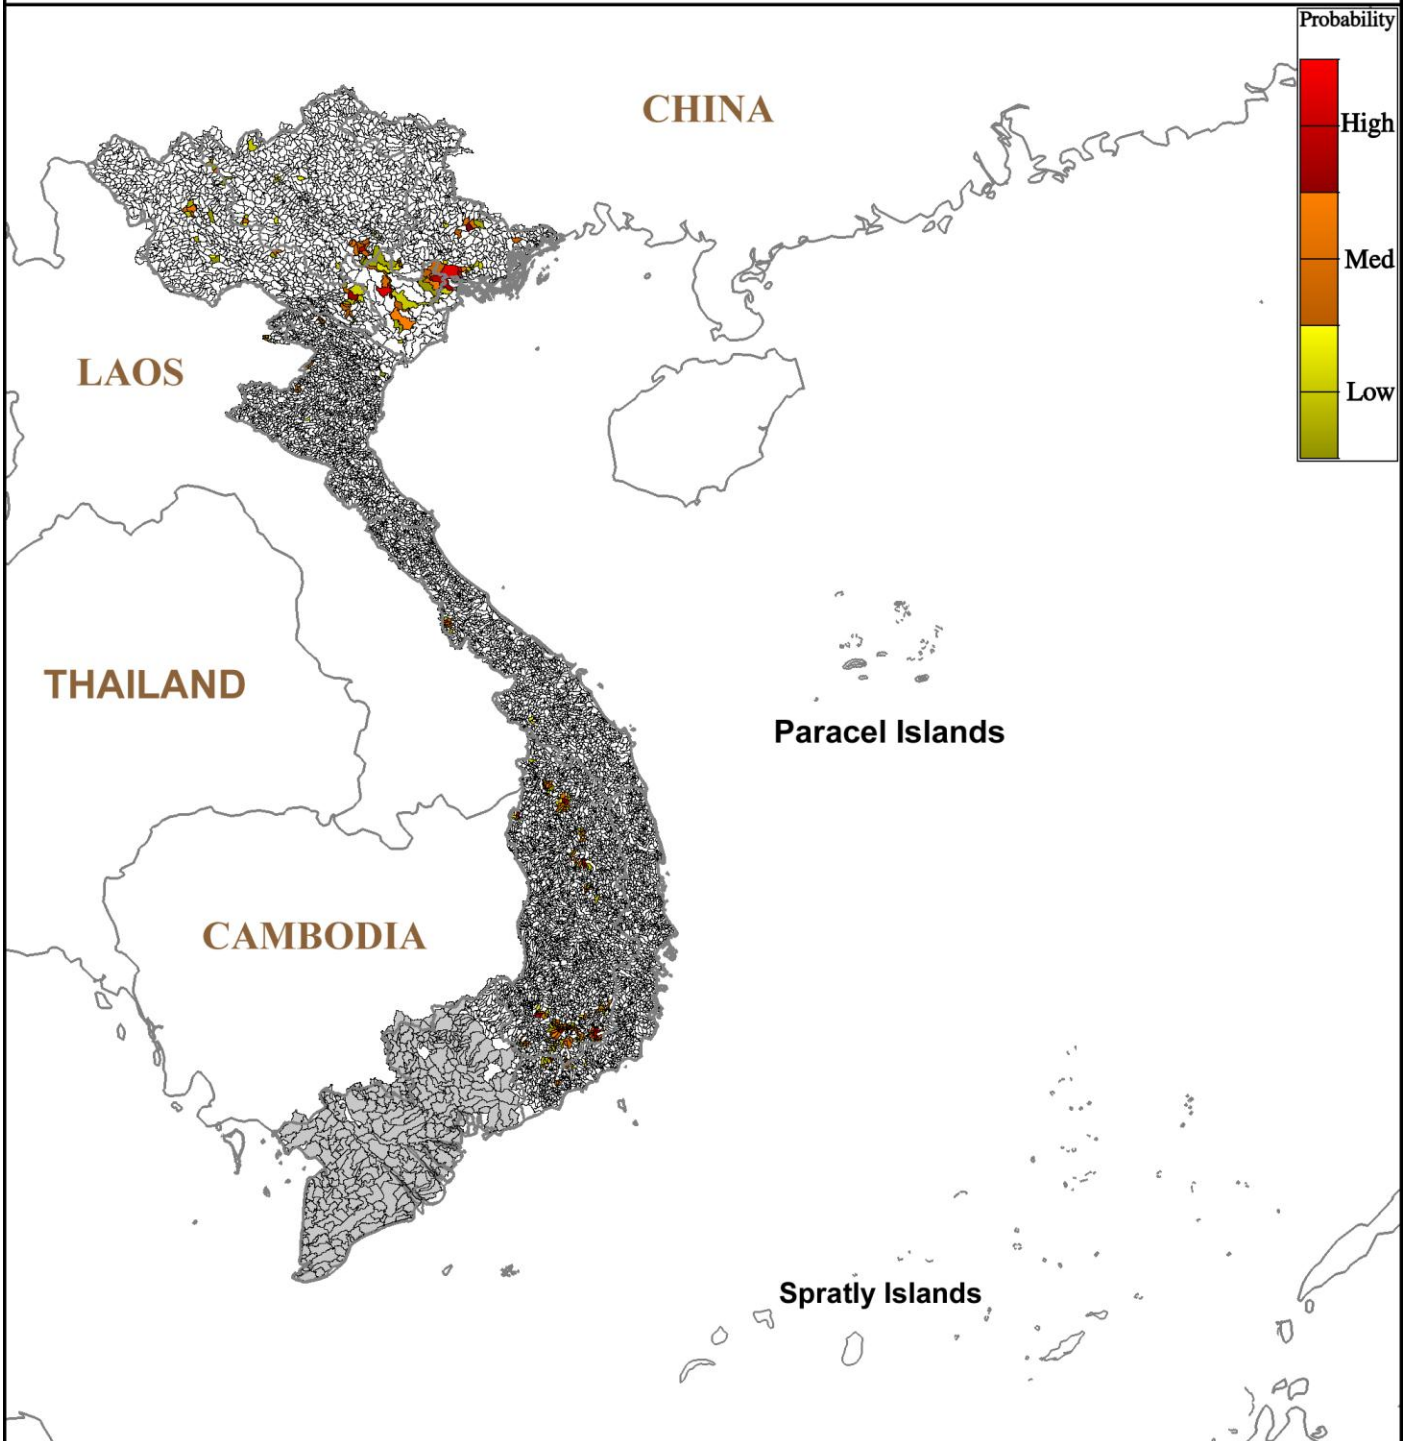 Probability
CHINA
High
Med
LAOS
Low
THAILAND
Paracel Islands
CAMBODIA
Spratly Islands